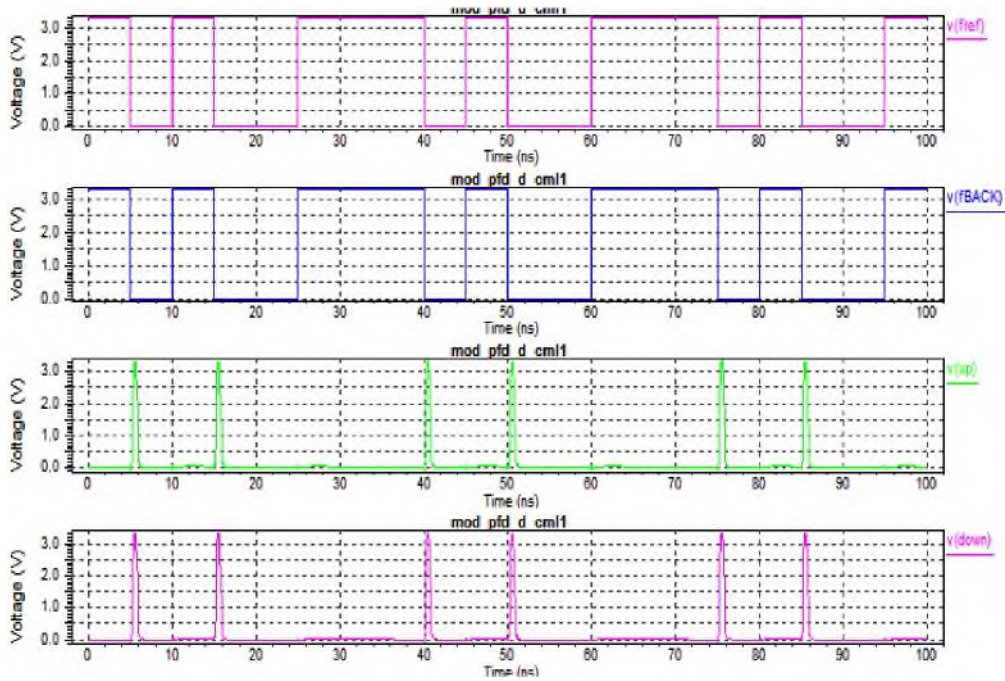 mod_pfd_d_cml1
v(fref)
Voltage (V)
3.0
2.0
1.0
0.0
0 10 20 30 40 50 60 70 80 90 100
Time (ns)
mod_pfd_d_cml1
v(fBACK)
Voltage (V)
3.0
2.0
1.0
0.0
0 10 20 30 40 50 60 70 80 90 100
Time (ns)
mod_pfd_d_cml1
v(up)
Voltage (V)
3.0
2.0
1.0
0.0
0 10 20 30 40 50 60 70 80 90 100
Time (ns)
mod_pfd_d_cml1
v(down)
Voltage (V)
3.0
2.0
1.0
0.0
0 10 20 30 40 50 60 70 80 90 100
Time (ns)